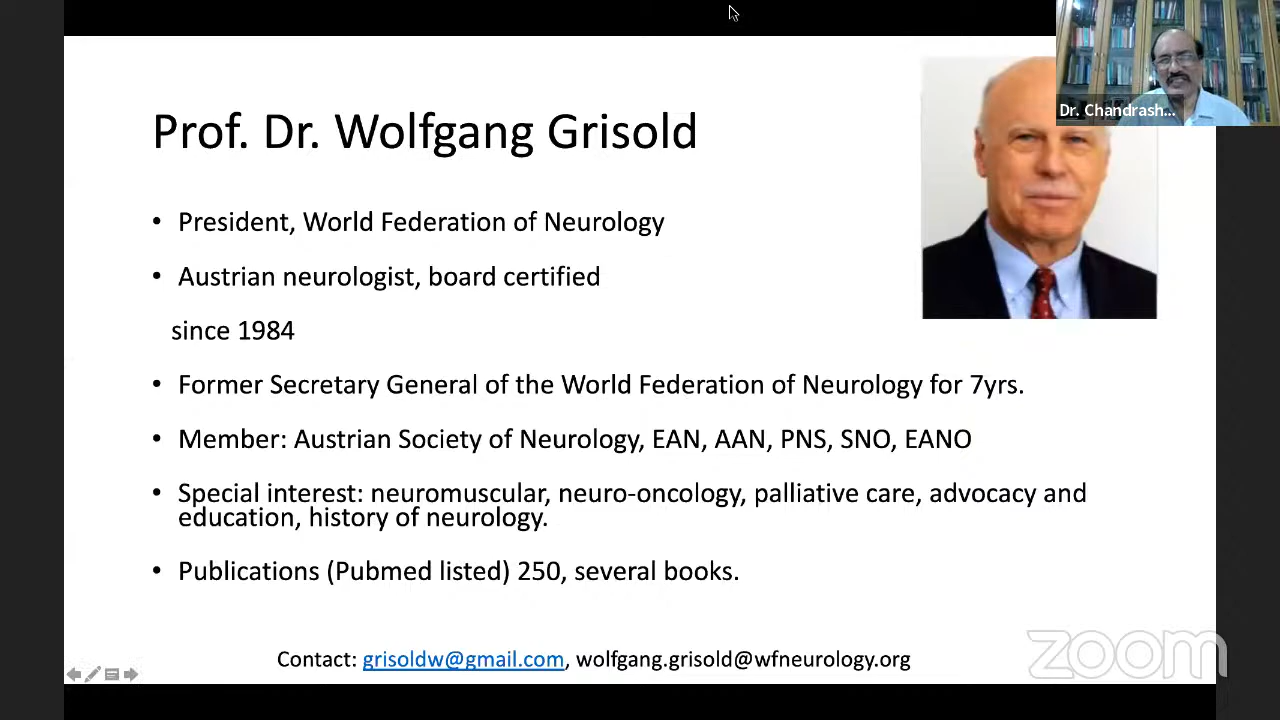 Dr. Chandrash...
Prof. Dr. Wolfgang Grisold
• President, World Federation of Neurology
• Austrian neurologist, board certified
since 1984
• Former Secretary General of the World Federation of Neurology for 7yrs.
• Member: Austrian Society of Neurology, EAN, AAN, PNS, SNO, EANO
• Special interest: neuromuscular, neuro-oncology, palliative care, advocacy and
education, history of neurology.
• Publications (Pubmed listed) 250, several books.
Contact: grisoldw@gmail.com, wolfgang.grisold@wfneurology.org
zoom